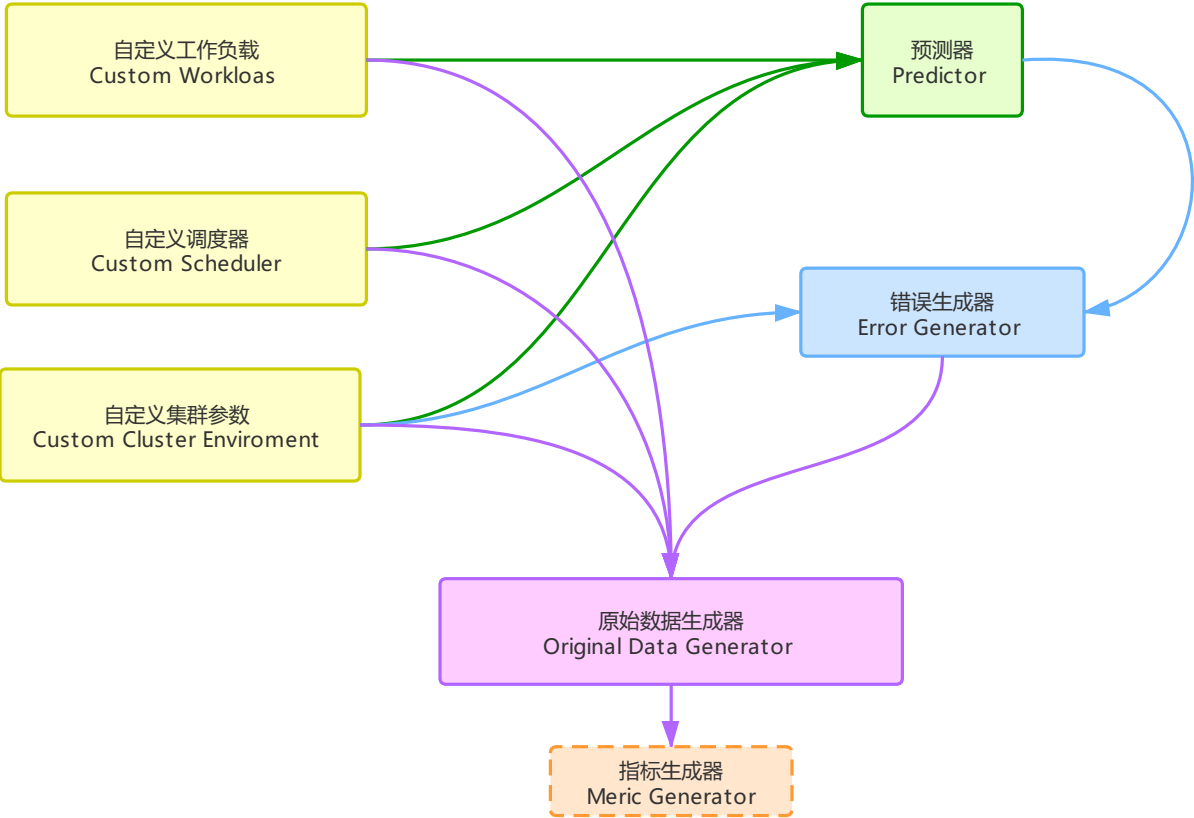 自定义工作负载
Custom Workloas
预测器
Predictor
自定义调度器
Custom Scheduler
错误生成器
Error Generator
自定义集群参数
Custom Cluster Enviroment
原始数据生成器
Original Data Generator
指标生成器
Meric Generator